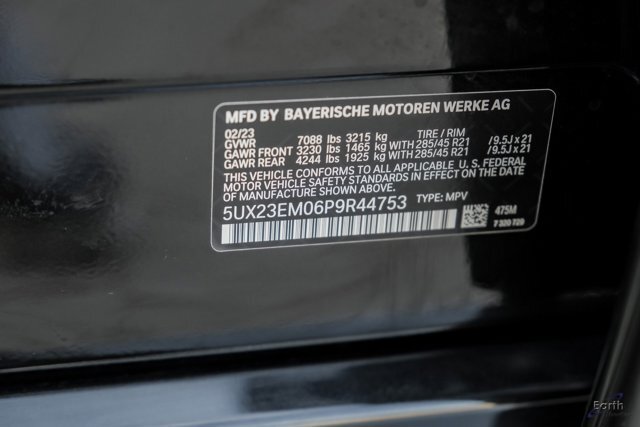 MFD BY BAYERISCHE MOTOREN WERKE AG
02/23 TIRE / RIM
GVWR 7088 lbs 3215 kg
GAWR FRONT 3230 lbs 1465 kg WITH 285/45 R21 / 9.5J x 21
GAWR REAR 4244 lbs 1925 kg WITH 285/45 R21 / 9.5J x 21
THIS VEHICLE CONFORMS TO ALL APPLICABLE U.S. FEDERAL
MOTOR VEHICLE SAFETY STANDARDS IN EFFECT ON THE DATE
OF MANUFACTURE SHOWN ABOVE.
5UX23EM06P9R44753 TYPE: MPV
475M
7 320 729
Earth